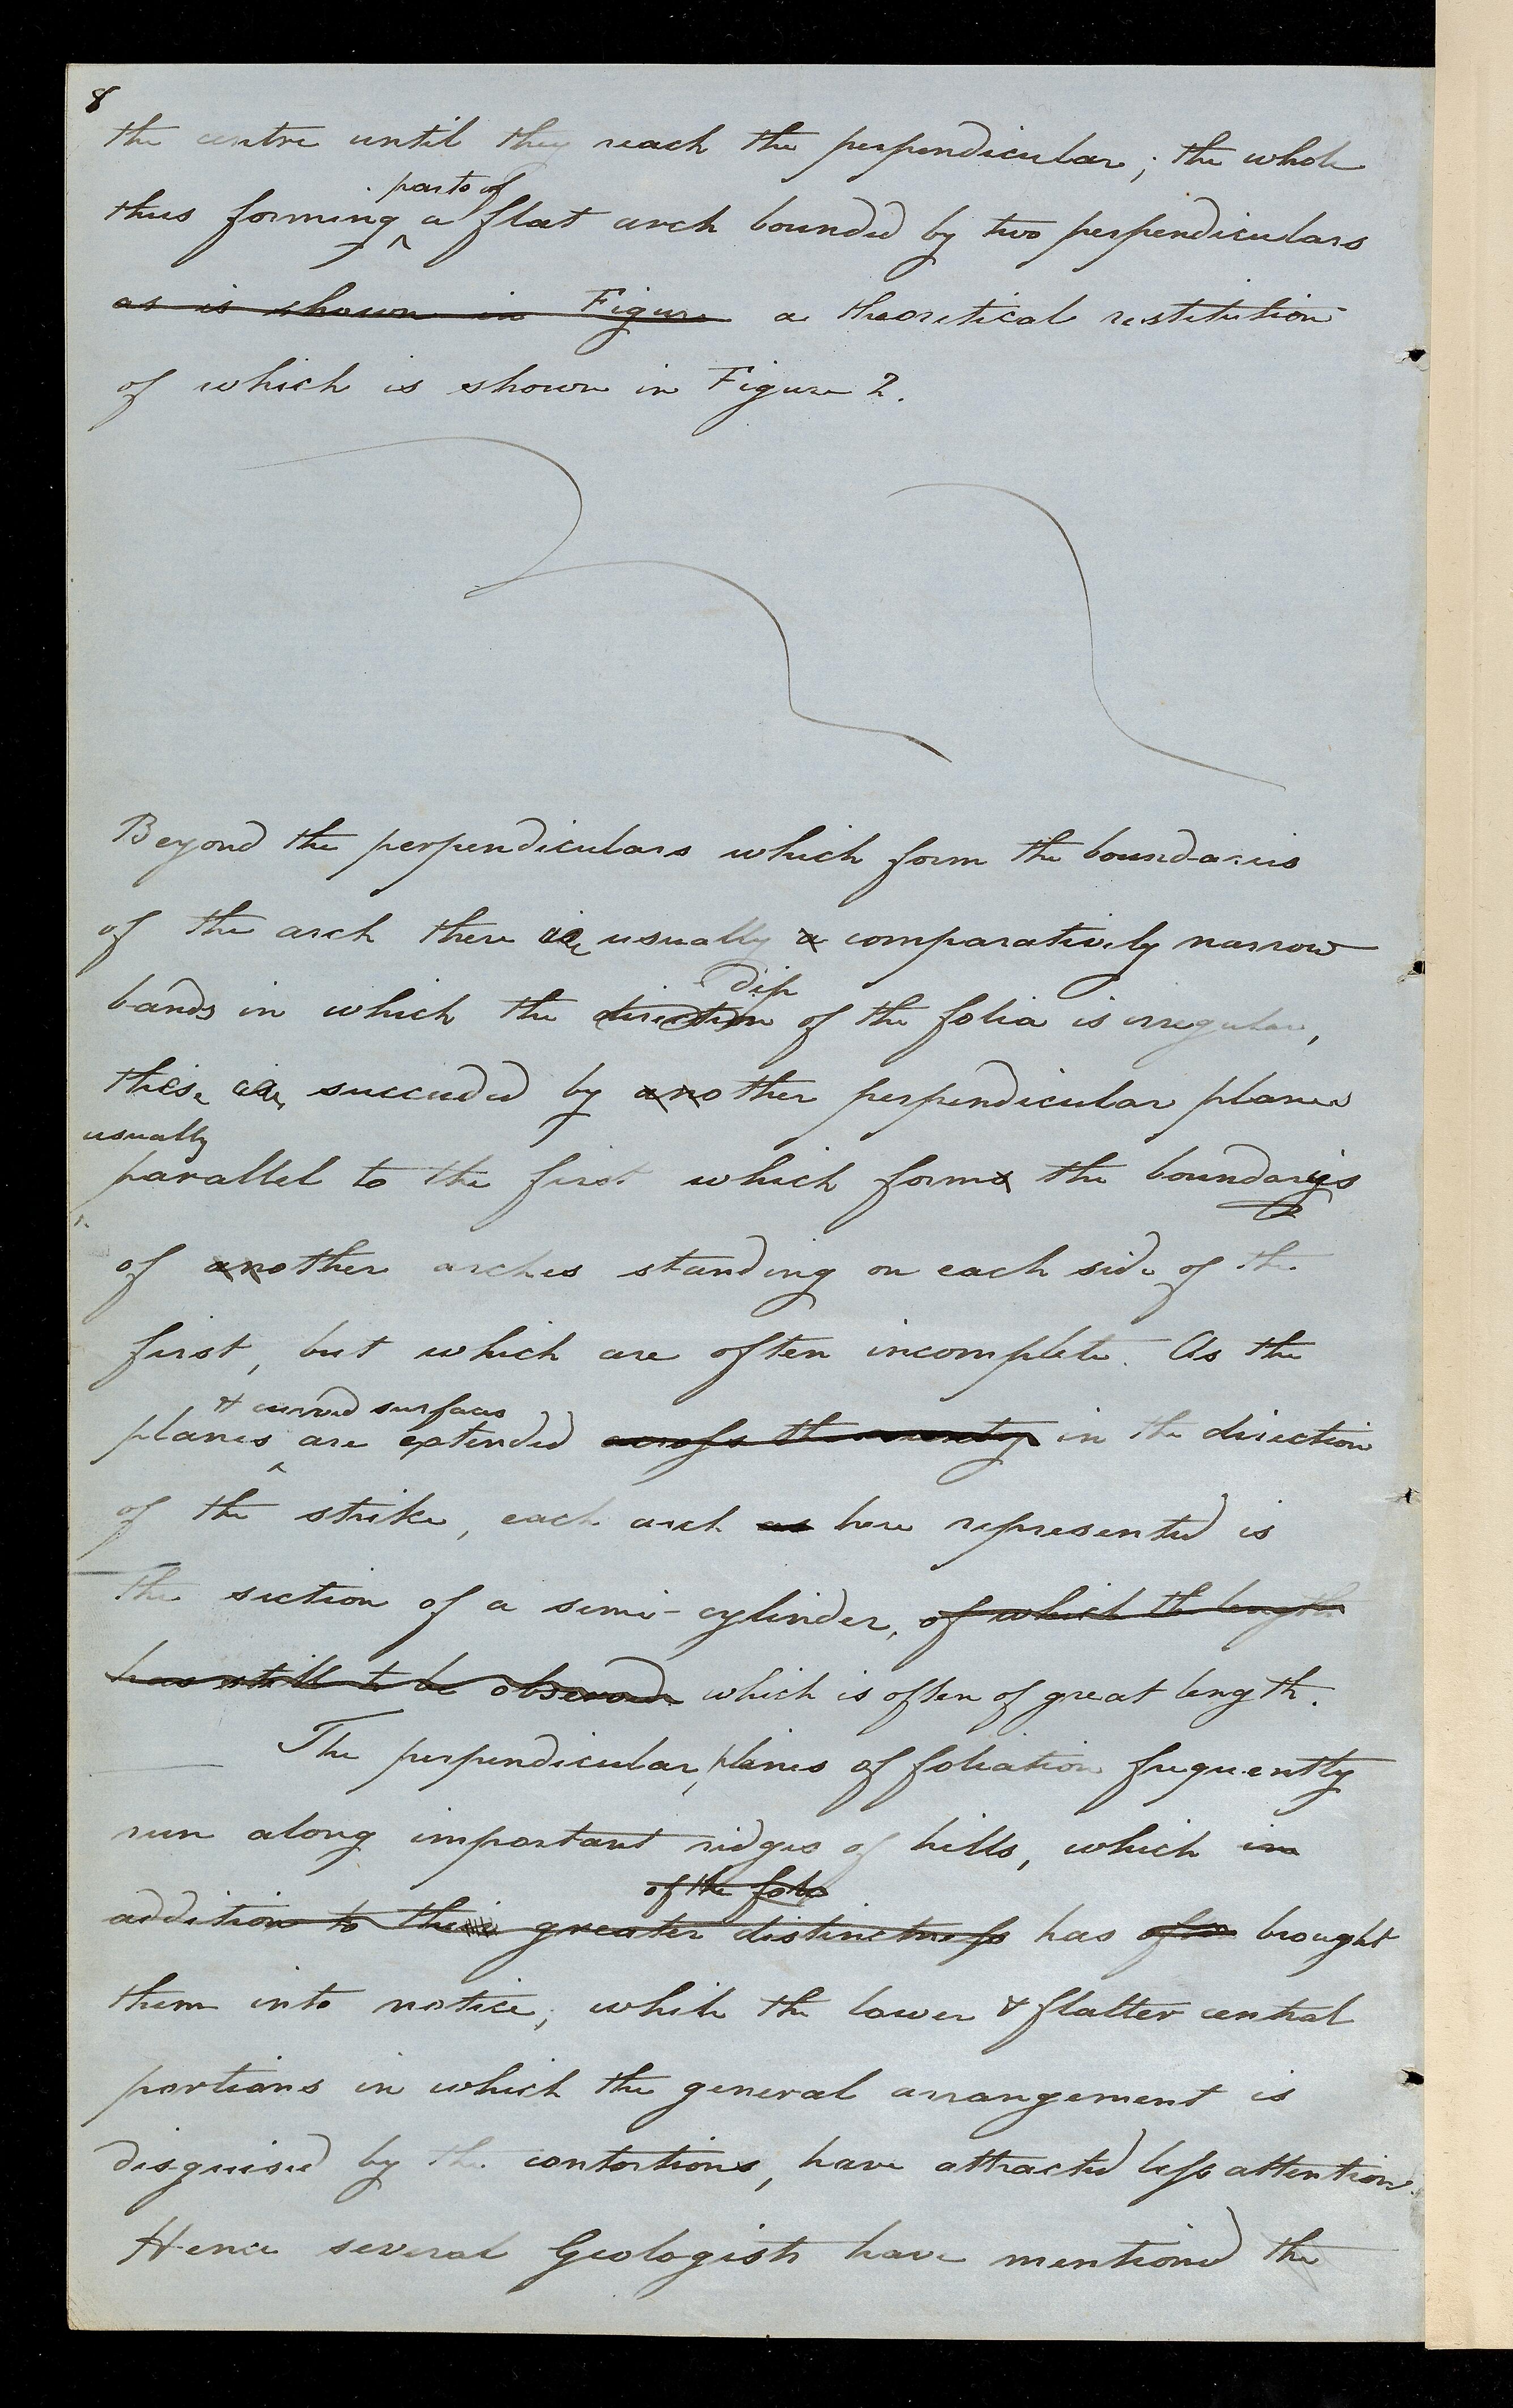 8
the centre until they reach the perpendicular; the whole
parts of
thus forming a flat arch bounded by two perpendiculars
as is shown in Figure a theoretical restitution
of which is shown in Figure 2.
Beyond the perpendiculars which form the boundaries
of the arch there are usually a comparatively narrow
dip
bands in which the direction of the folia is irregular,
these are succeeded by another perpendicular planes
usually
parallel to the first which forms the boundaries
of another arches standing on each side of the
first, but which are often incomplete. As the
& curved surfaces
planes are extended across the country in the direction
of the strike, each arch as here represented is
the section of a semi-cylinder, of which the length
has still to be observed which is often of great length.
The perpendicular planes of foliation frequently
run along important ridges of hills, which in
of the folia
addition to their greater distinctness has often brought
them into notice; while the lower & flatter central
portions in which the general arrangement is
disguised by the contortions, have attracted less attention.
Hence several Geologists have mentioned the